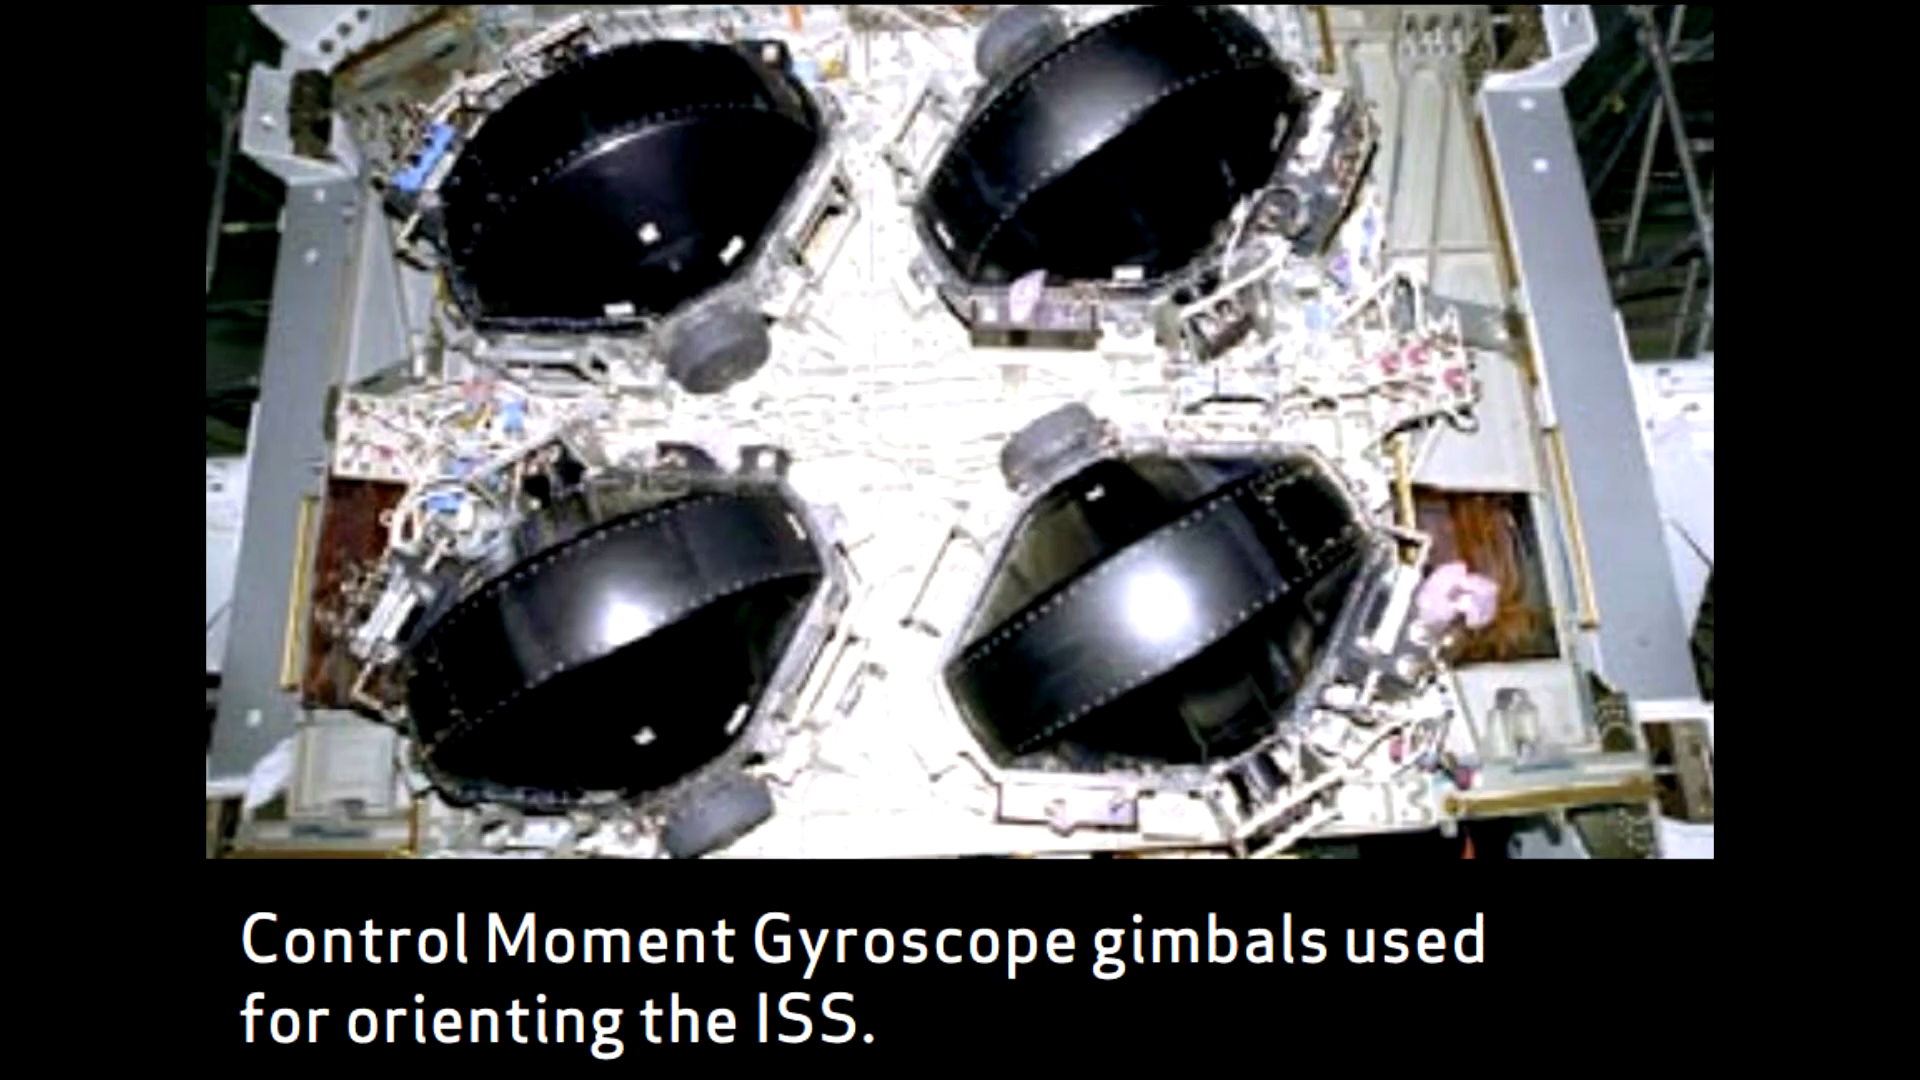 Control Moment Gyroscope gimbals used
for orienting the ISS.